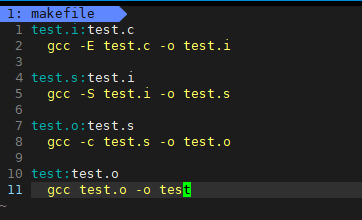 1: makefile
1 test.i:test.c
2   gcc -E test.c -o test.i
3
4 test.s:test.i
5   gcc -S test.i -o test.s
6
7 test.o:test.s
8   gcc -c test.s -o test.o
9
10 test:test.o
11   gcc test.o -o test
~